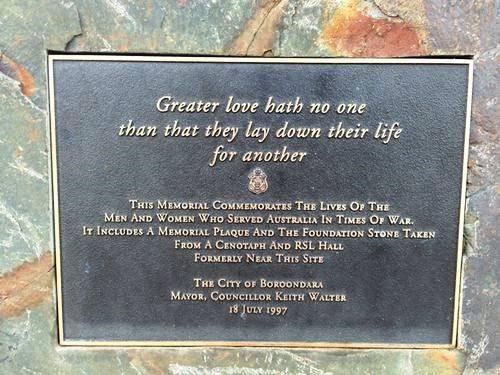 Greater love hath no one
than that they lay down their life
for another
This Memorial Commemorates The Lives Of The
Men And Women Who Served Australia In Times Of War.
It Includes A Memorial Plaque And The Foundation Stone Taken
From A Cenotaph And RSL Hall
Formerly Near This Site
The City of Boroondara
Mayor, Councillor Keith Walter
18 July 1997